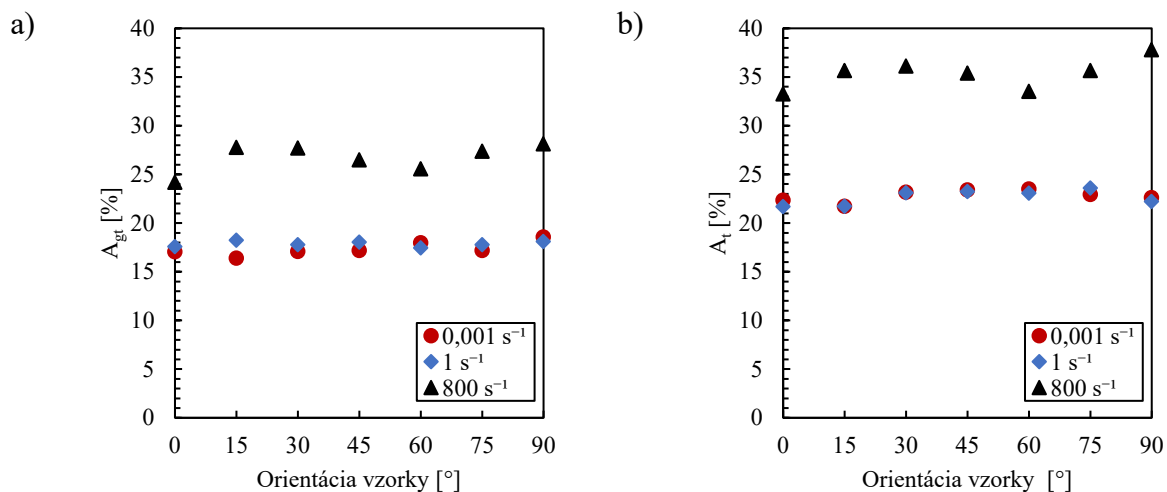 a)
40
35
30
25
20
15
10
5
0
A_gt [%]
0,001 s⁻¹
1 s⁻¹
800 s⁻¹
0 15 30 45 60 75 90
Orientácia vzorky [°]
b)
40
35
30
25
20
15
10
5
0
A_t [%]
0,001 s⁻¹
1 s⁻¹
800 s⁻¹
0 15 30 45 60 75 90
Orientácia vzorky [°]